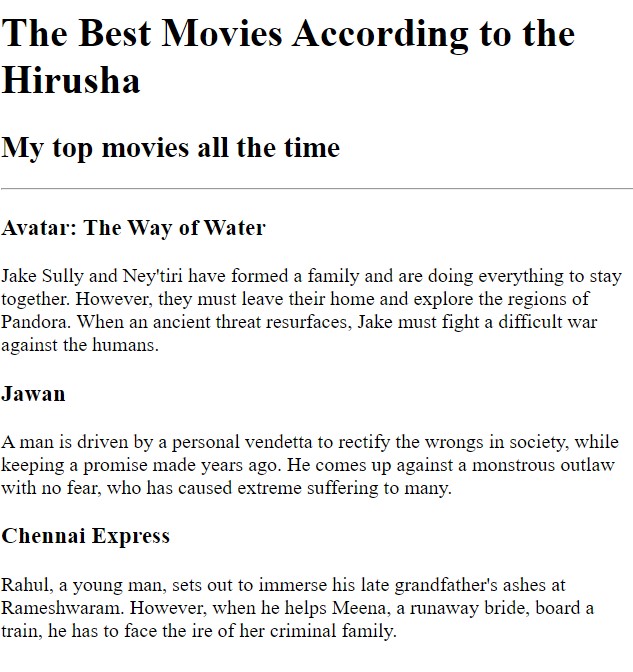 The Best Movies According to the
Hirusha
My top movies all the time
Avatar: The Way of Water
Jake Sully and Ney'tiri have formed a family and are doing everything to stay
together. However, they must leave their home and explore the regions of
Pandora. When an ancient threat resurfaces, Jake must fight a difficult war
against the humans.
Jawan
A man is driven by a personal vendetta to rectify the wrongs in society, while
keeping a promise made years ago. He comes up against a monstrous outlaw
with no fear, who has caused extreme suffering to many.
Chennai Express
Rahul, a young man, sets out to immerse his late grandfather's ashes at
Rameshwaram. However, when he helps Meena, a runaway bride, board a
train, he has to face the ire of her criminal family.